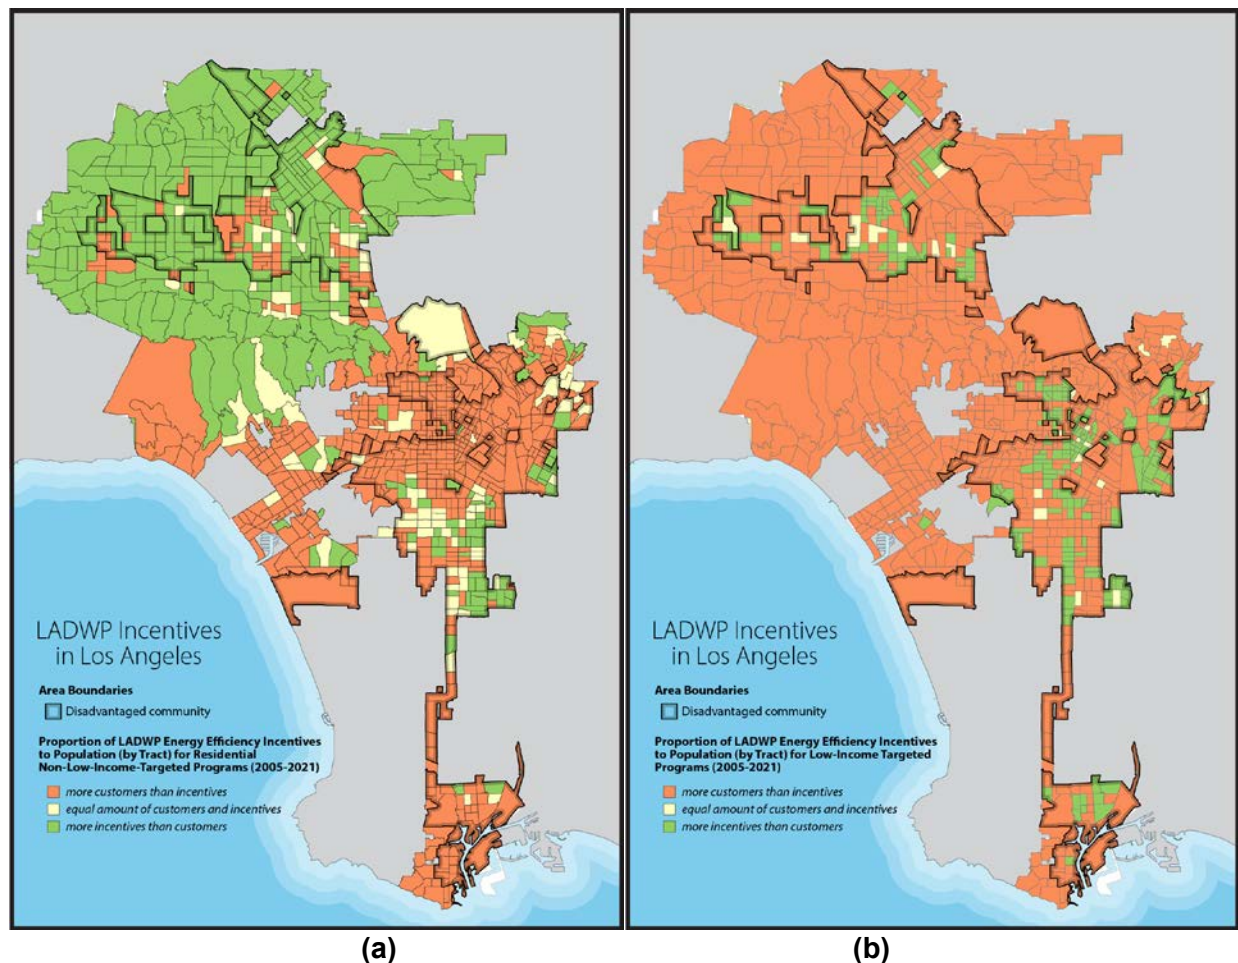 LADWP Incentives
in Los Angeles
Area Boundaries
Disadvantaged community
Proportion of LADWP Energy Efficiency Incentives
to Population (by Tract) for Residential
Non-Low-Income-Targeted Programs (2005-2021)
more customers than incentives
equal amount of customers and incentives
more incentives than customers
(a)
LADWP Incentives
in Los Angeles
Area Boundaries
Disadvantaged community
Proportion of LADWP Energy Efficiency Incentives
to Population (by Tract) for Low-Income Targeted
Programs (2005-2021)
more customers than incentives
equal amount of customers and incentives
more incentives than customers
(b)